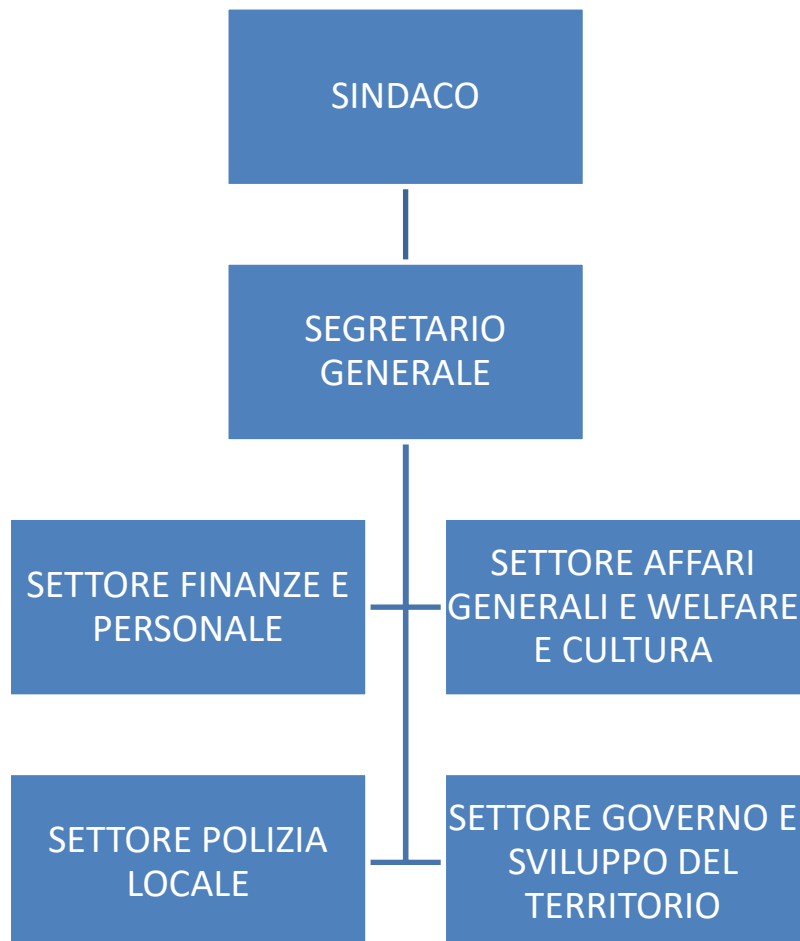 SINDACO
SEGRETARIO
GENERALE
SETTORE FINANZE E
PERSONALE
SETTORE AFFARI
GENERALI E WELFARE
E CULTURA
SETTORE POLIZIA
LOCALE
SETTORE GOVERNO E
SVILUPPO DEL
TERRITORIO